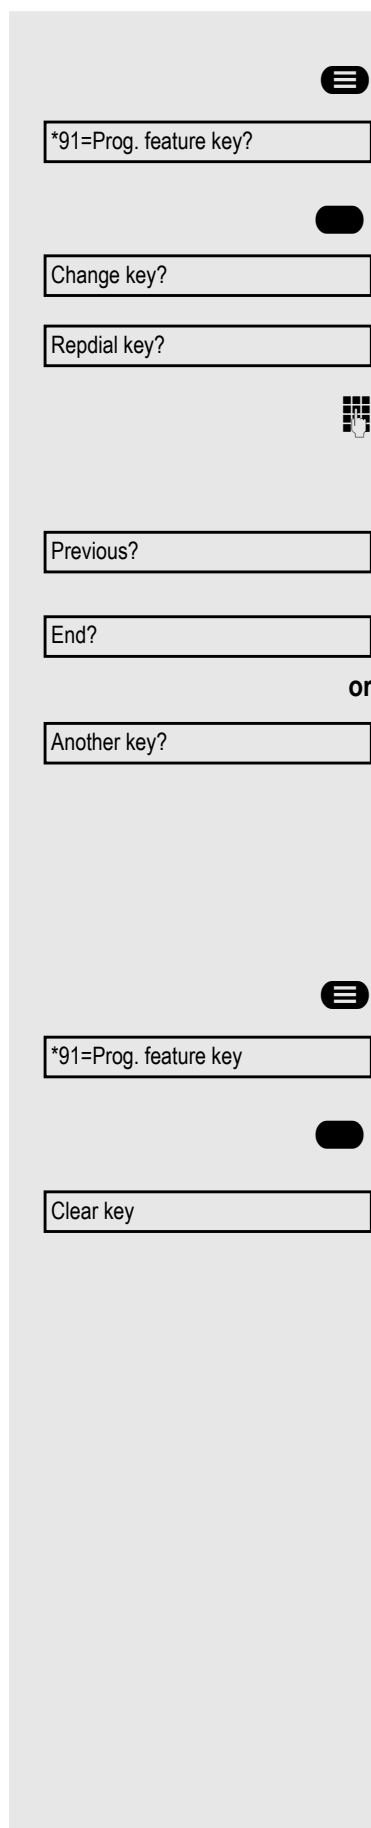 *91=Prog. feature key?
Change key?
Repdial key?
Previous?
End?
or
Another key?
*91=Prog. feature key
Clear key